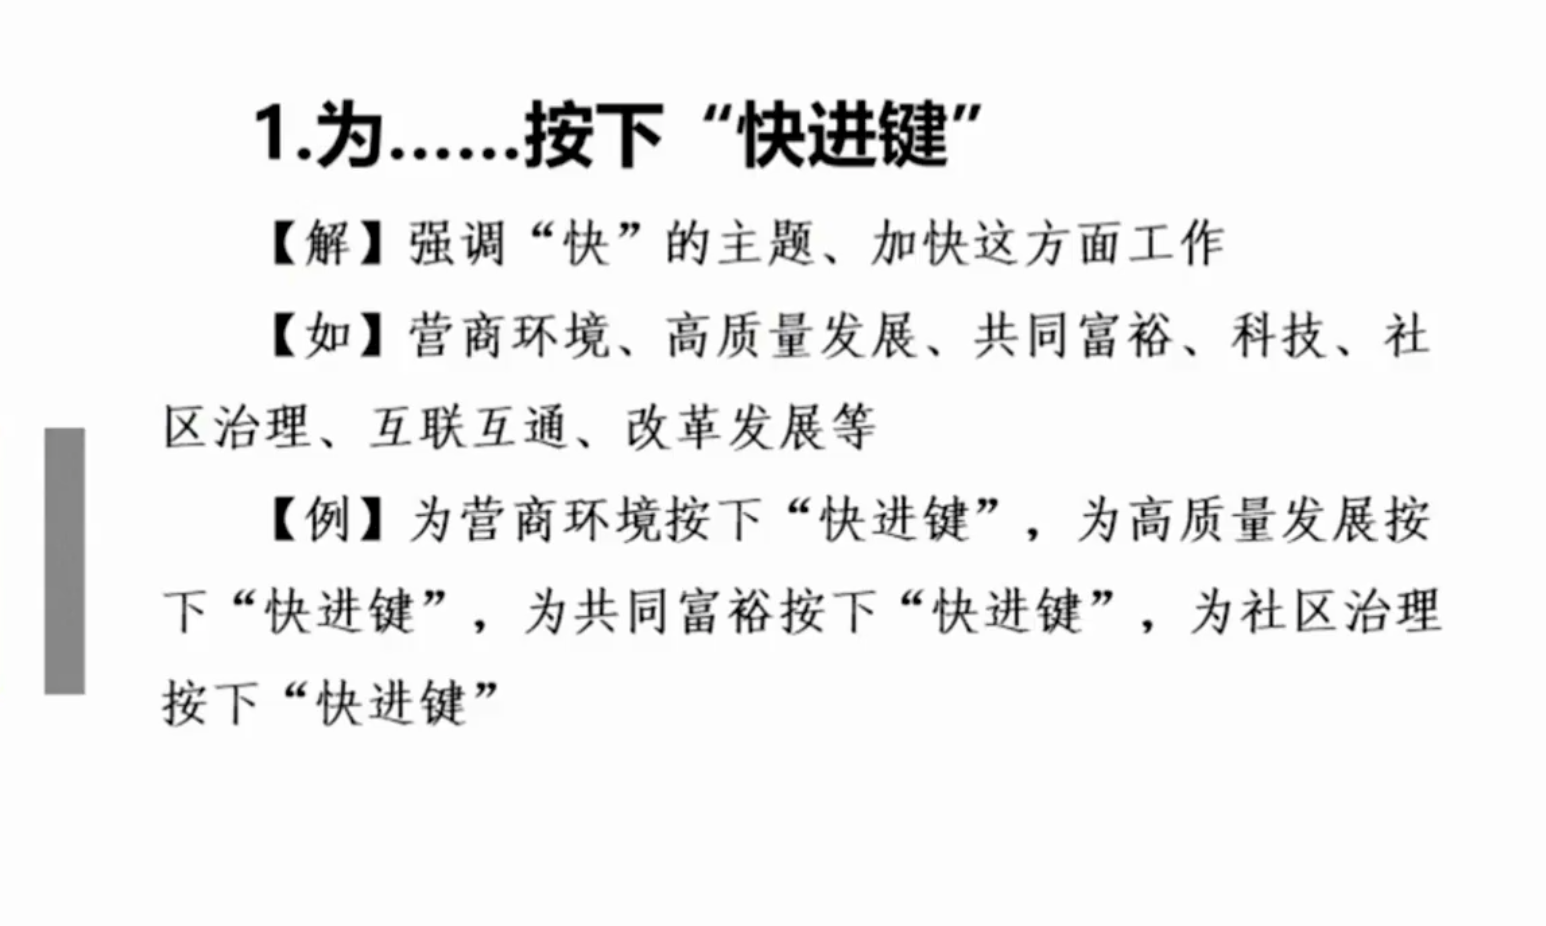 1.为……按下“快进键”
【解】强调“快”的主题、加快这方面工作
【如】营商环境、高质量发展、共同富裕、科技、社
区治理、互联互通、改革发展等
【例】为营商环境按下“快进键”，为高质量发展按
下“快进键”，为共同富裕按下“快进键”，为社区治理
按下“快进键”